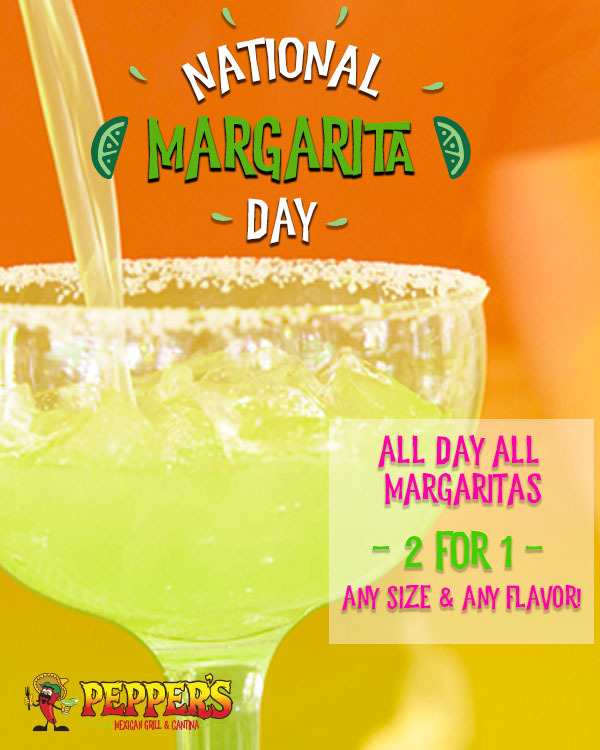 NATIONAL
MARGARITA
DAY
ALL DAY ALL
MARGARITAS
- 2 FOR 1 -
ANY SIZE & ANY FLAVOR!
PEPPER'S
MEXICAN GRILL & CANTINA